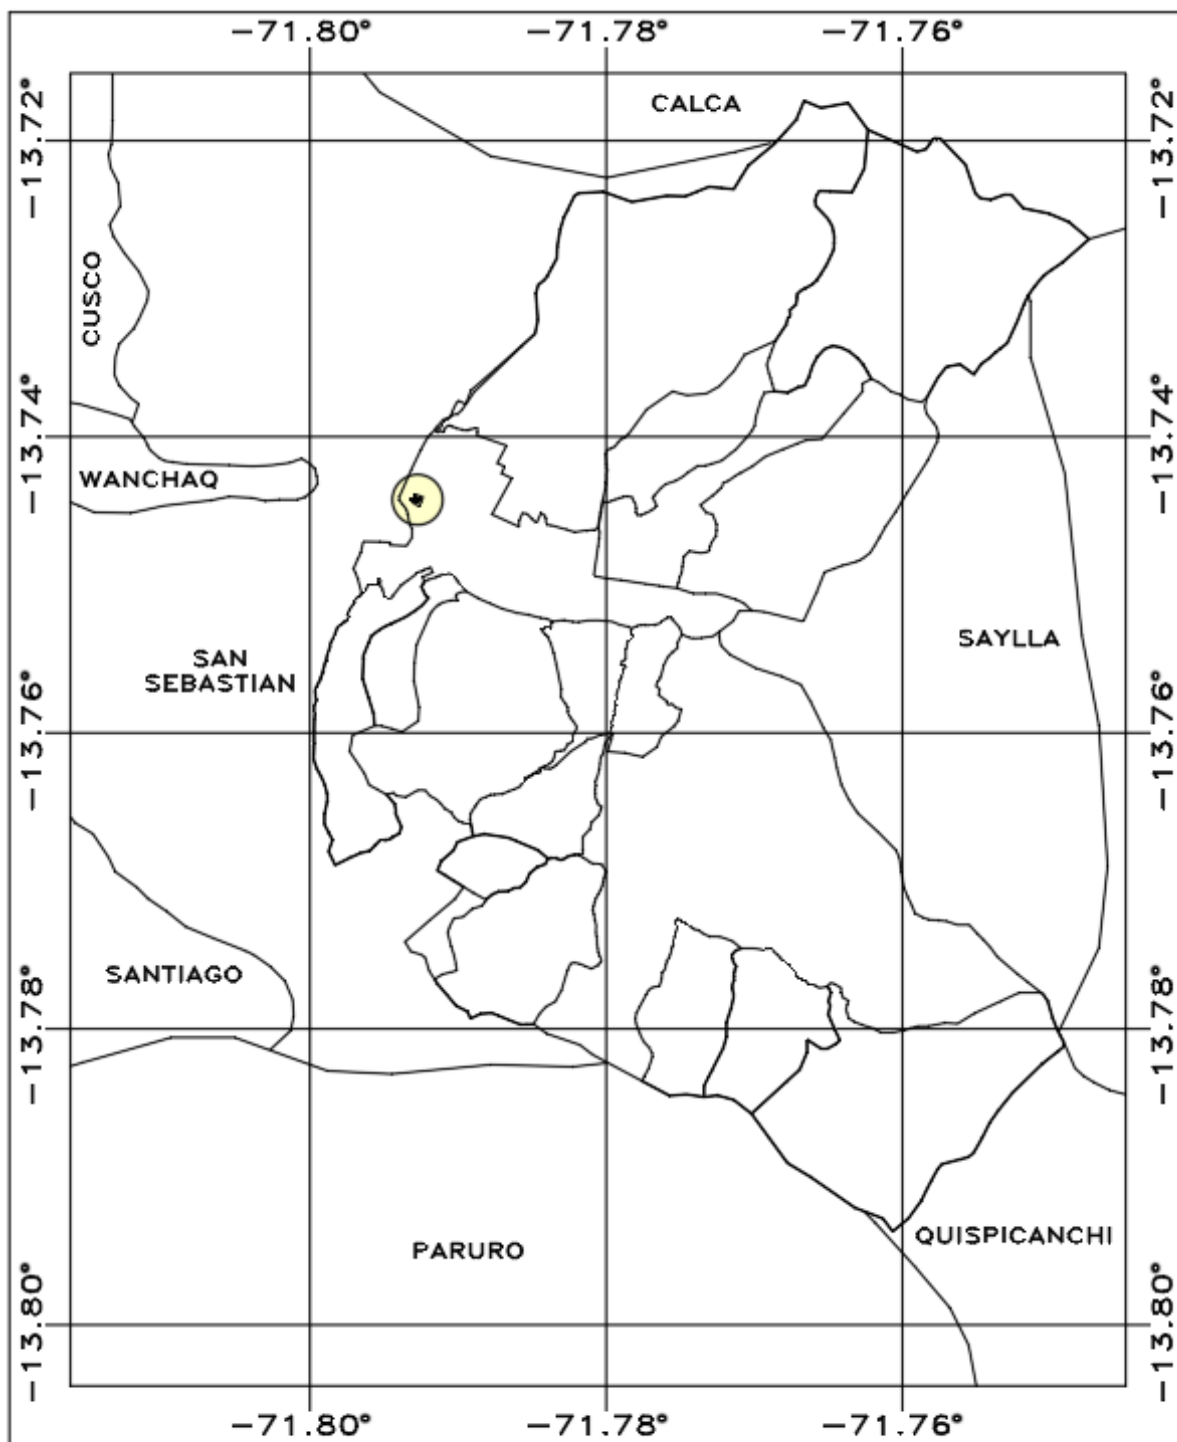 −71.80° −71.78° −71.76°
CALCA
−13.72° −13.72°
CUSCO
−13.74° −13.74°
WANCHAQ
SAYLLA
SAN
SEBASTIAN
−13.76° −13.76°
SANTIAGO
−13.78° −13.78°
QUISPICANCHI
PARURO
−13.80° −13.80°
−71.80° −71.78° −71.76°